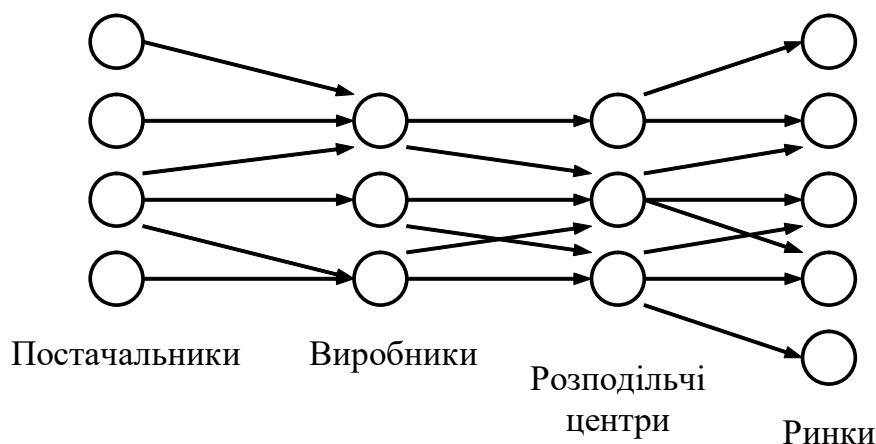 Постачальники
Виробники
Розподільчі
центри
Ринки